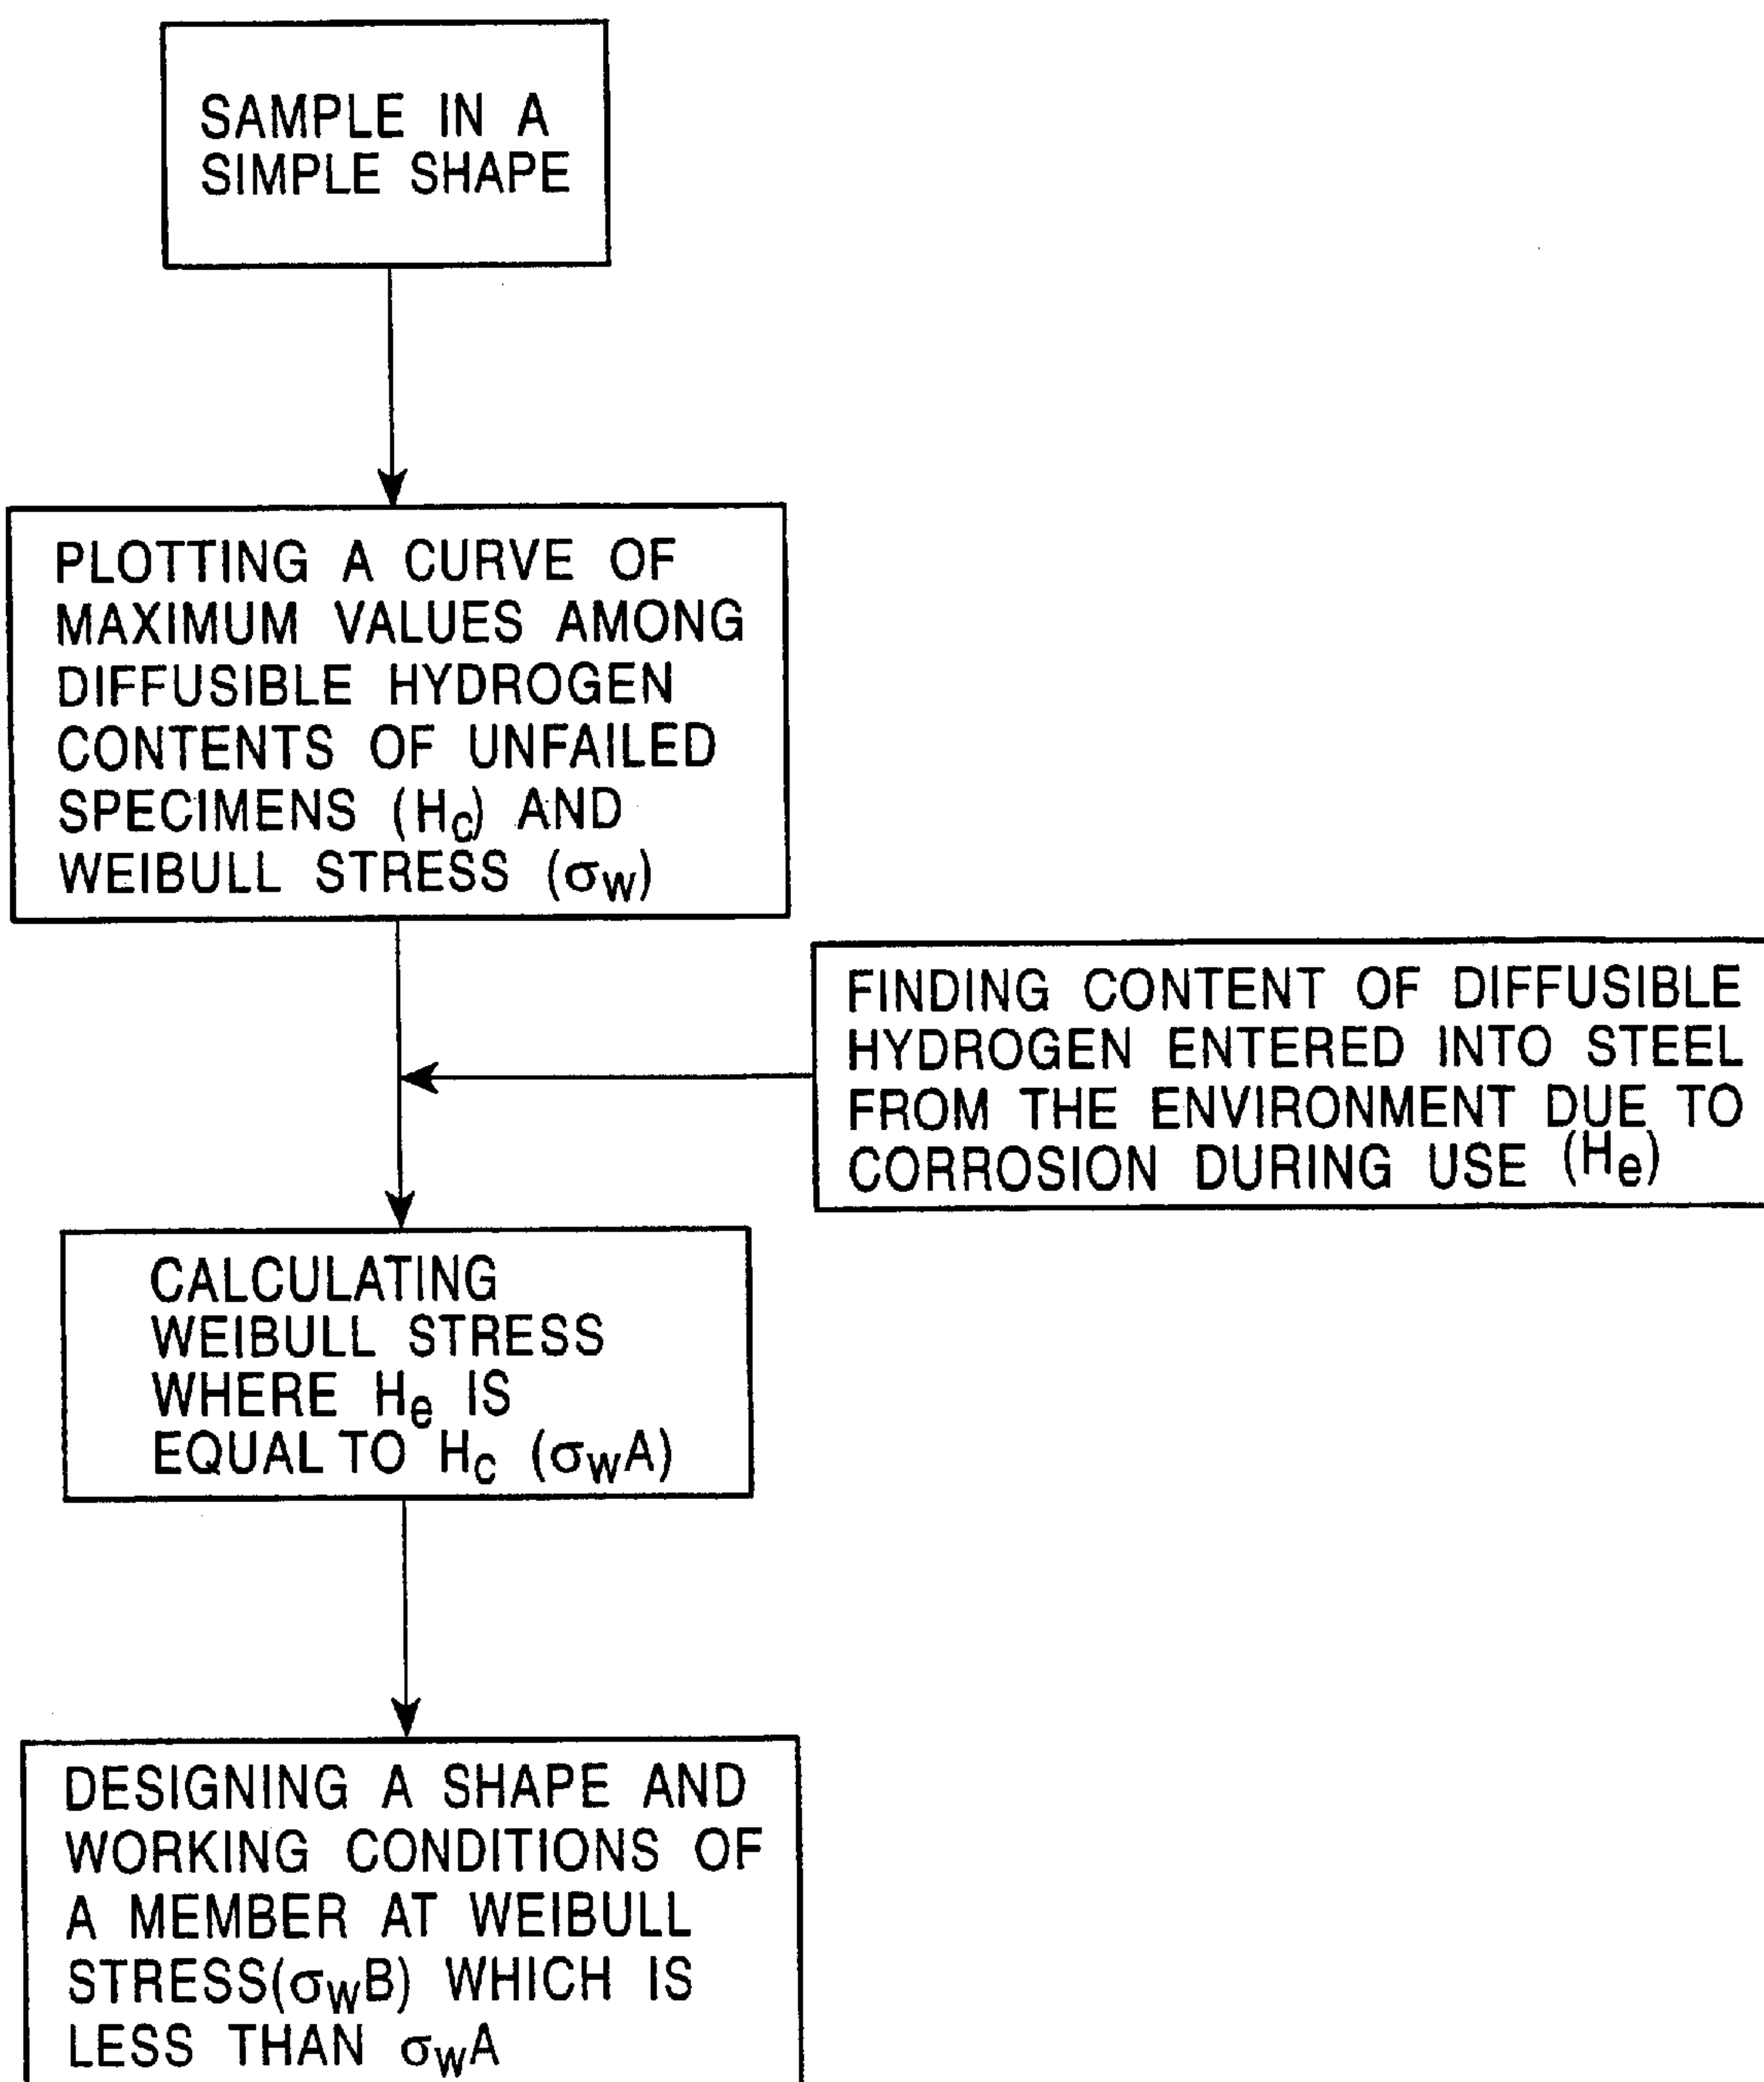 SAMPLE IN A
SIMPLE SHAPE
PLOTTING A CURVE OF
MAXIMUM VALUES AMONG
DIFFUSIBLE HYDROGEN
CONTENTS OF UNFAILED
SPECIMENS (Hc) AND
WEIBULL STRESS (σw)
FINDING CONTENT OF DIFFUSIBLE
HYDROGEN ENTERED INTO STEEL
FROM THE ENVIRONMENT DUE TO
CORROSION DURING USE (He)
CALCULATING
WEIBULL STRESS
WHERE He IS
EQUAL TO Hc (σwA)
DESIGNING A SHAPE AND
WORKING CONDITIONS OF
A MEMBER AT WEIBULL
STRESS(σwB) WHICH IS
LESS THAN σwA